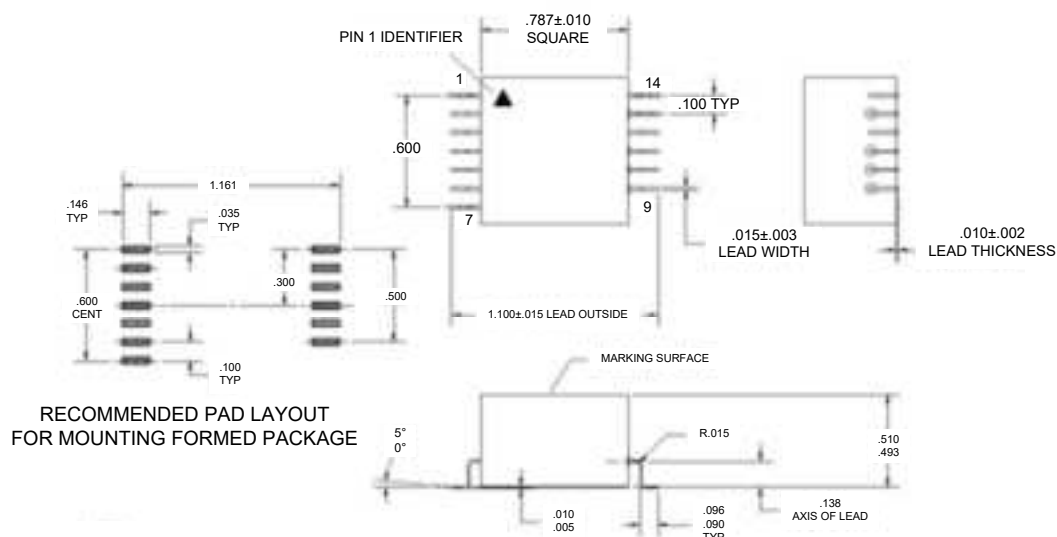 .787±.010
SQUARE
PIN 1 IDENTIFIER
1
14
.100 TYP
.600
7
9
.015±.003
LEAD WIDTH
.010±.002
LEAD THICKNESS
1.100±.015 LEAD OUTSIDE
1.161
.146
TYP
.035
TYP
.600
CENT
.300
.500
.100
TYP
RECOMMENDED PAD LAYOUT
FOR MOUNTING FORMED PACKAGE
MARKING SURFACE
5°
0°
R.015
.510
.493
.010
.005
.096
.090
TYP
.138
AXIS OF LEAD